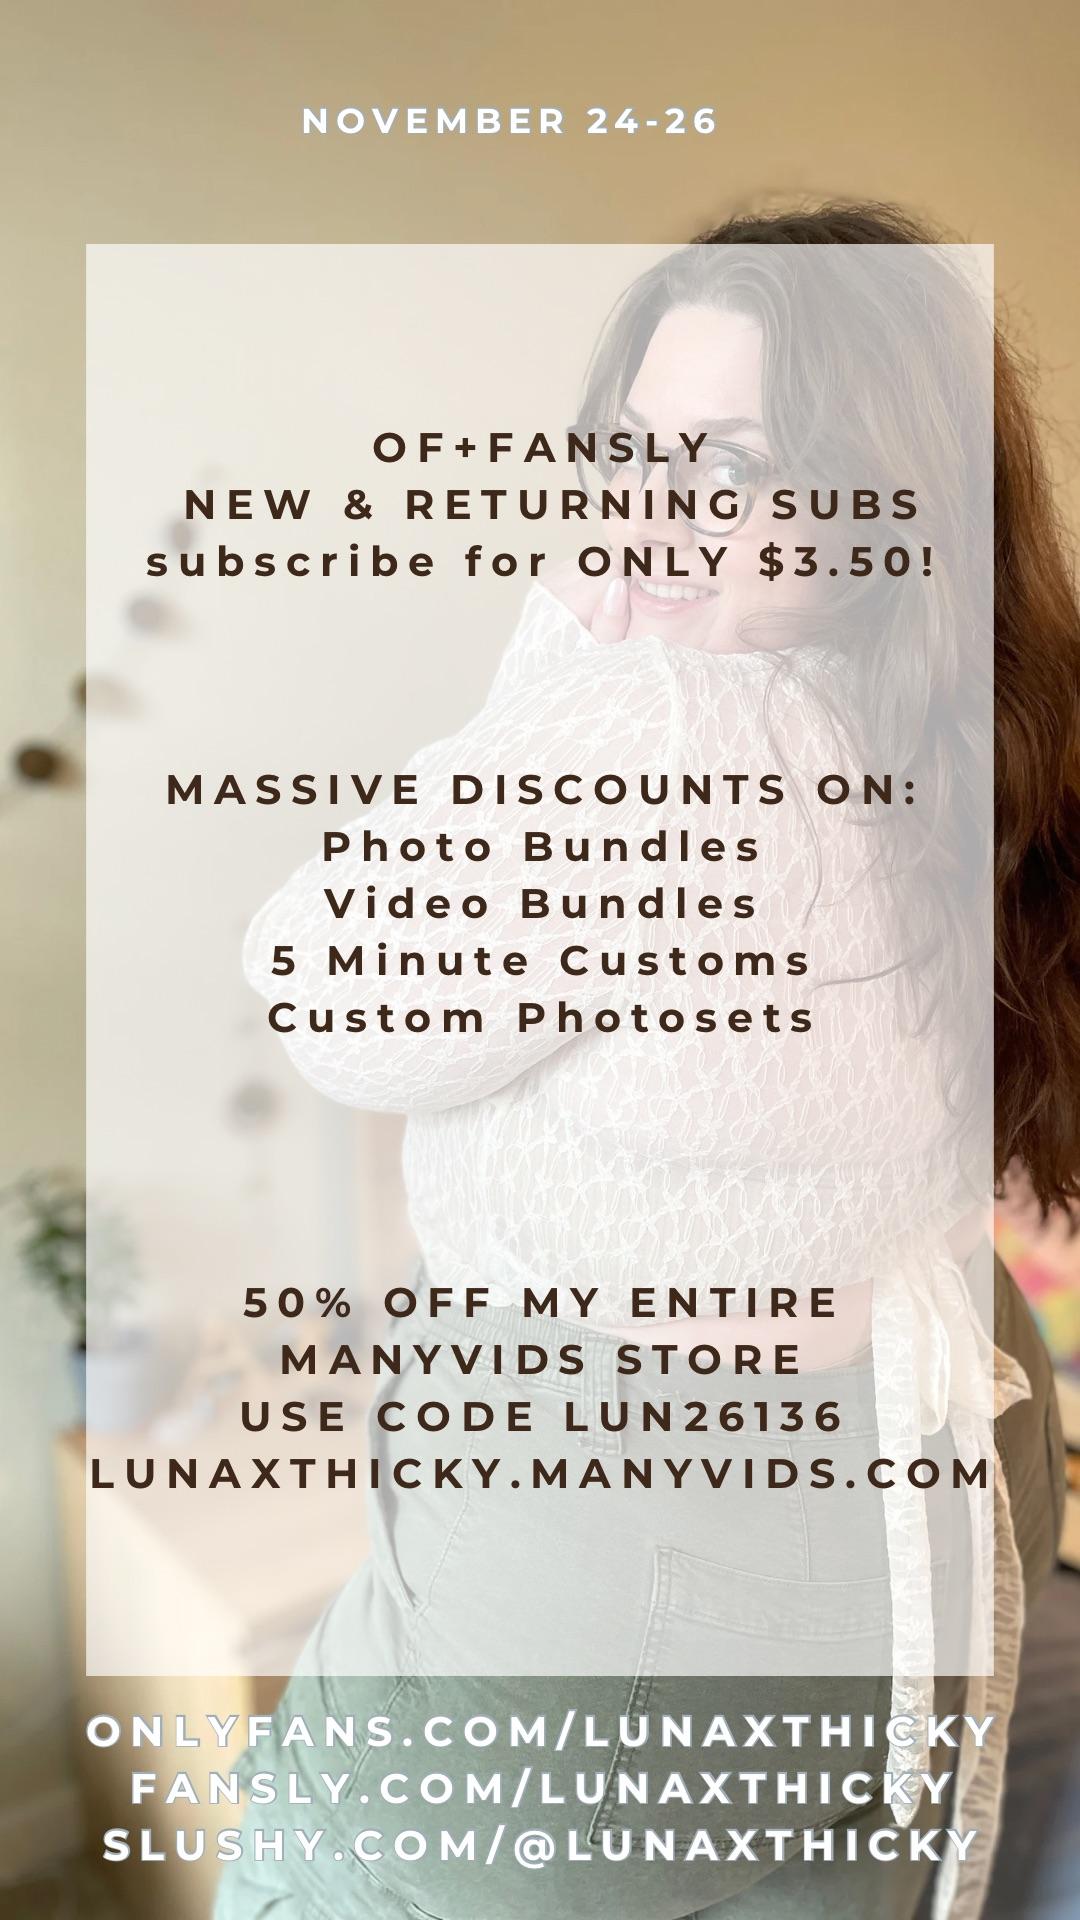 NOVEMBER 24-26
OF+FANSLY
NEW & RETURNING SUBS
subscribe for ONLY $3.50!
MASSIVE DISCOUNTS ON:
Photo Bundles
Video Bundles
5 Minute Customs
Custom Photosets
50% OFF MY ENTIRE
MANYVIDS STORE
USE CODE LUN26136
LUNAXTHICKY.MANYVIDS.COM
ONLYFANS.COM/LUNAXTHICKY
FANSLY.COM/LUNAXTHICKY
SLUSHY.COM/@LUNAXTHICKY